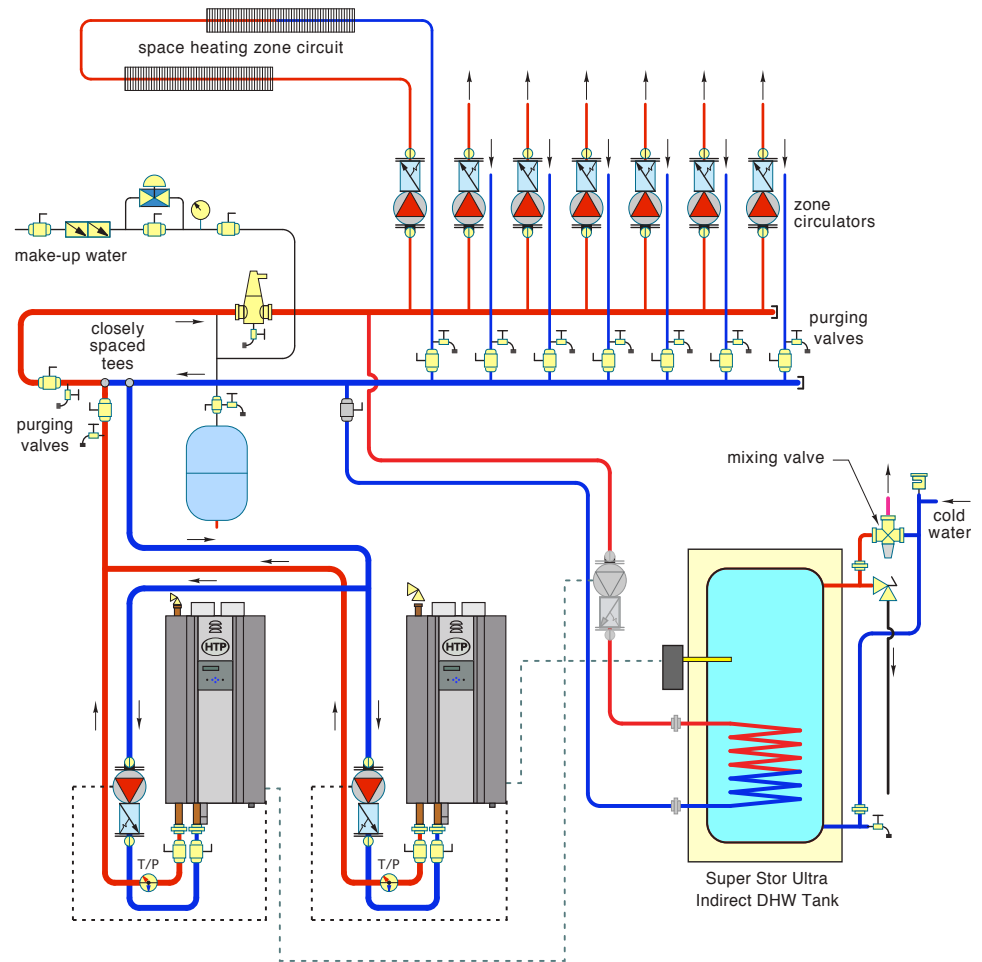 space heating zone circuit
zone
circulators
make-up water
closely
spaced
tees
purging
valves
purging
valves
mixing valve
cold
water
HTP
HTP
T/P
T/P
Super Stor Ultra
Indirect DHW Tank